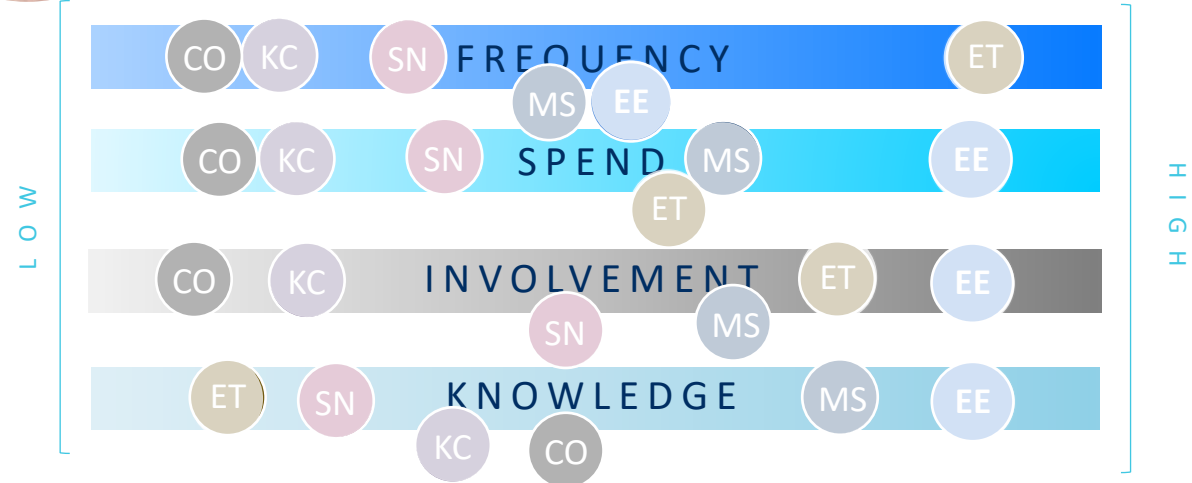 CO KC SN FREQUENCY ET
MS EE
CO KC SN SPEND MS EE
ET
LOW
HIGH
CO KC INVOLVEMENT ET EE
SN MS
ET SN KNOWLEDGE MS EE
KC CO